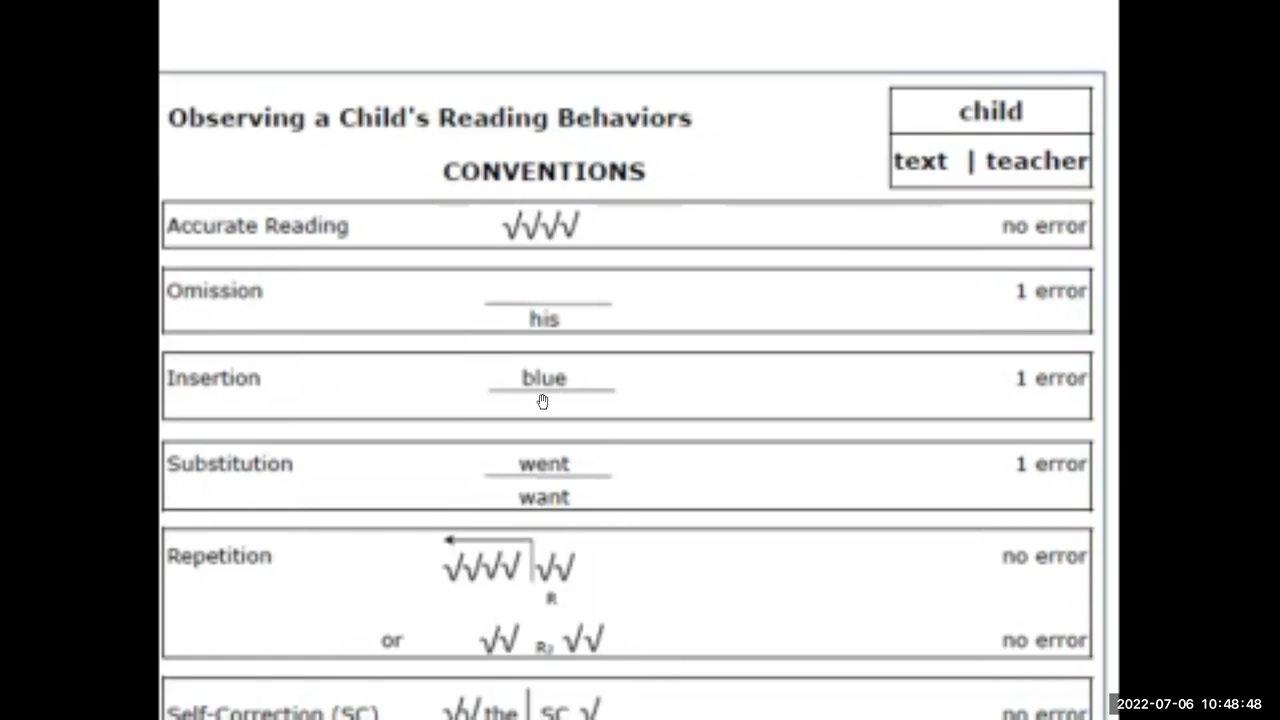 Observing a Child's Reading Behaviors
child
text | teacher
CONVENTIONS
Accurate Reading √√√√ no error
Omission 1 error
his
Insertion blue 1 error
Substitution went 1 error
want
Repetition √√√√ √√ no error
R
or √√ R₂ √√ no error
Self-Correction (SC) √√ the | SC √ no error
2022-07-06 10:48:48